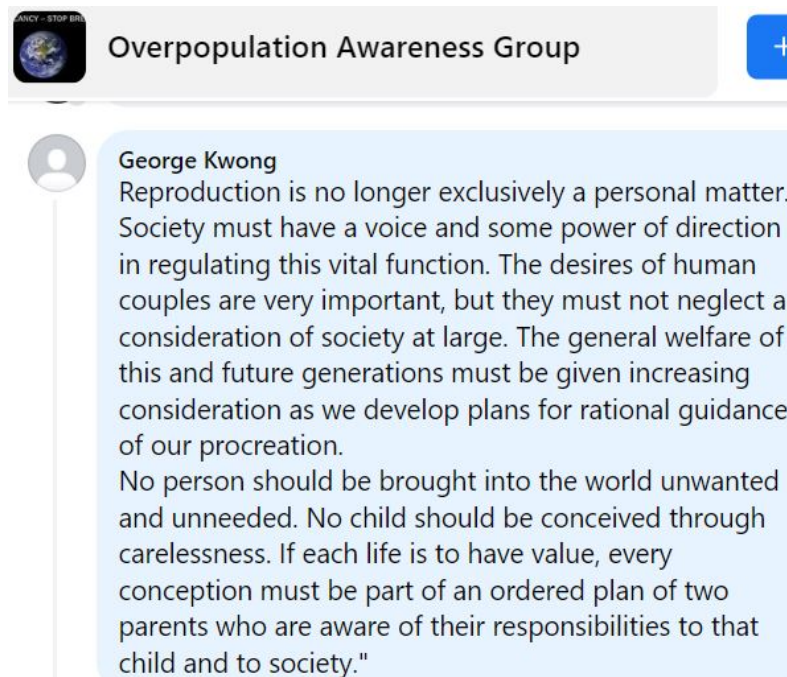 ANCY – STOP BRE
Overpopulation Awareness Group
+
George Kwong
Reproduction is no longer exclusively a personal matter.
Society must have a voice and some power of direction
in regulating this vital function. The desires of human
couples are very important, but they must not neglect a
consideration of society at large. The general welfare of
this and future generations must be given increasing
consideration as we develop plans for rational guidance
of our procreation.
No person should be brought into the world unwanted
and unneeded. No child should be conceived through
carelessness. If each life is to have value, every
conception must be part of an ordered plan of two
parents who are aware of their responsibilities to that
child and to society."